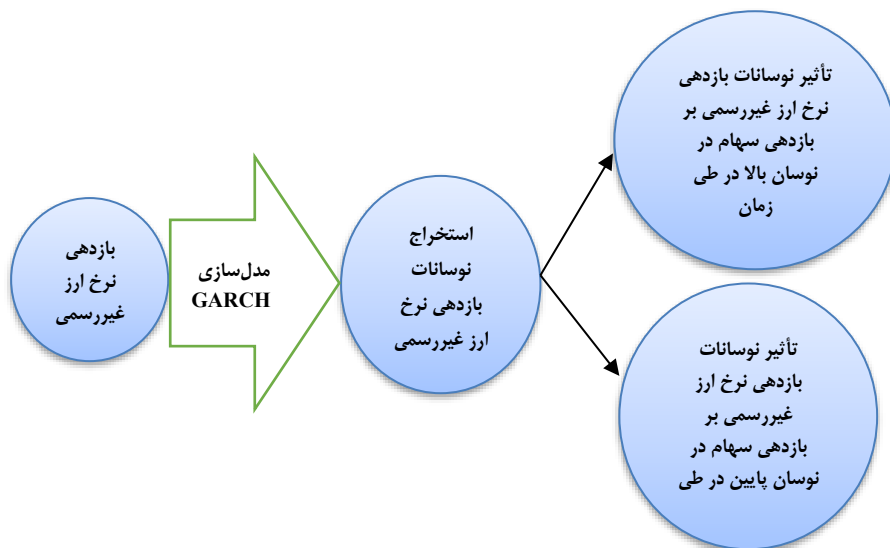 بازدهی
نرخ ارز
غیررسمی
مدل‌سازی
GARCH
استخراج
نوسانات
بازدهی نرخ
ارز غیررسمی
تأثیر نوسانات بازدهی
نرخ ارز غیررسمی بر
بازدهی سهام در
نوسان بالا در طی
زمان
تأثیر نوسانات
بازدهی نرخ ارز
غیررسمی بر
بازدهی سهام در
نوسان پایین در طی